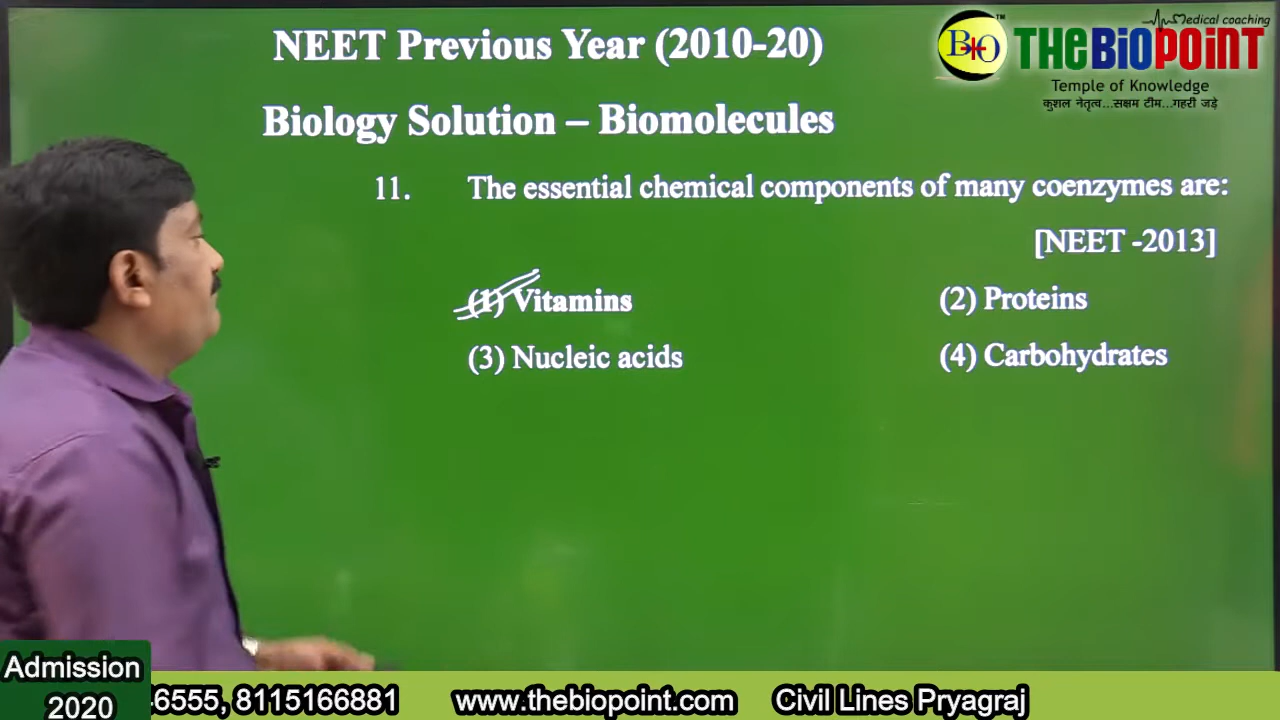 NEET Previous Year (2010-20)
Biology Solution – Biomolecules
Medical coaching
BIO ™ THEBiOPOiNT
Temple of Knowledge
कुशल नेतृत्व...सक्षम टीम...गहरी जड़े
11. The essential chemical components of many coenzymes are:
[NEET -2013]
(1) Vitamins (2) Proteins
(3) Nucleic acids (4) Carbohydrates
Admission
2020
6555, 8115166881 www.thebiopoint.com Civil Lines Pryagraj